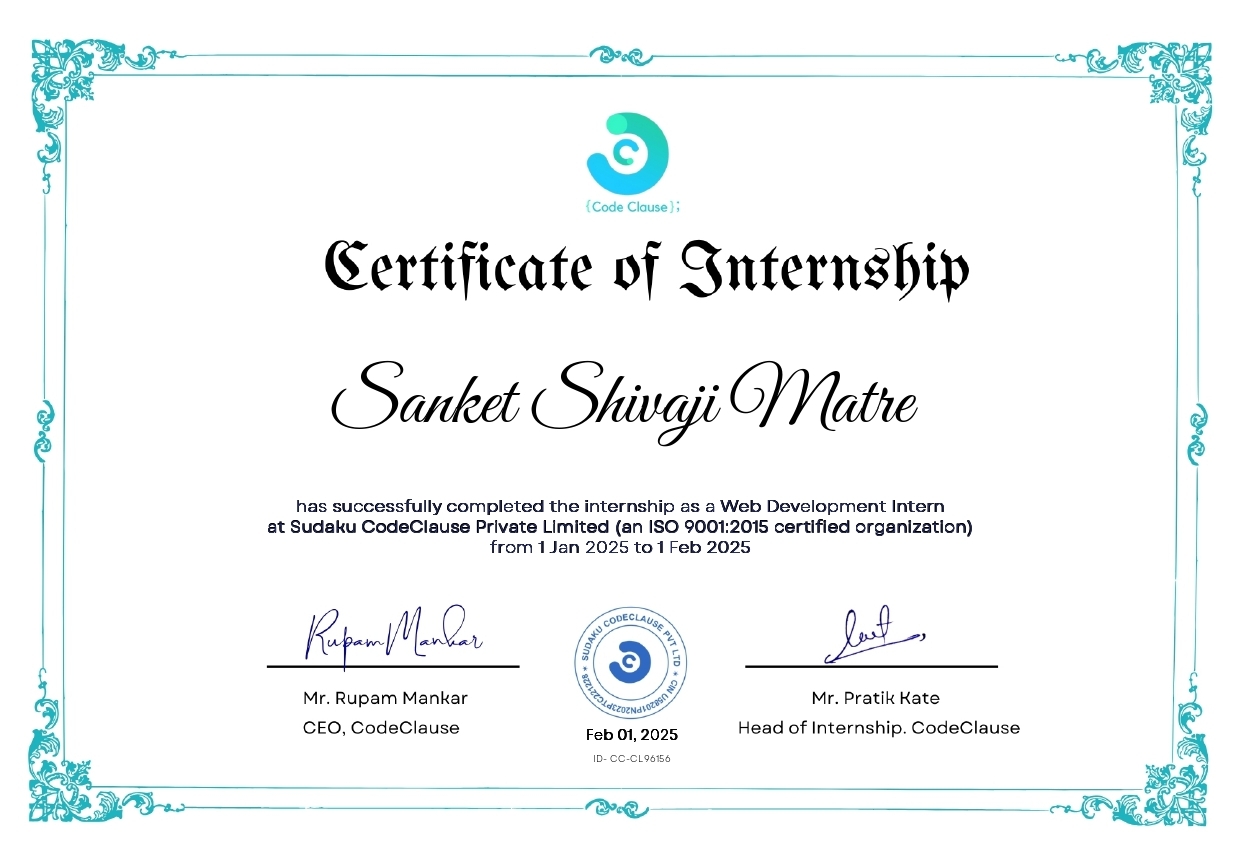 {Code Clause};
Certificate of Internship
Sanket Shivaji Matre
has successfully completed the internship as a Web Development Intern
at Sudaku CodeClause Private Limited (an ISO 9001:2015 certified organization)
from 1 Jan 2025 to 1 Feb 2025
Rupam Mankar
SUDAKU CODECLAUSE PVT LTD * CIN U58201PN2023PTC221228 *
Mr. Rupam Mankar
Mr. Pratik Kate
CEO, CodeClause
Head of Internship. CodeClause
Feb 01, 2025
ID- CC-CL96156